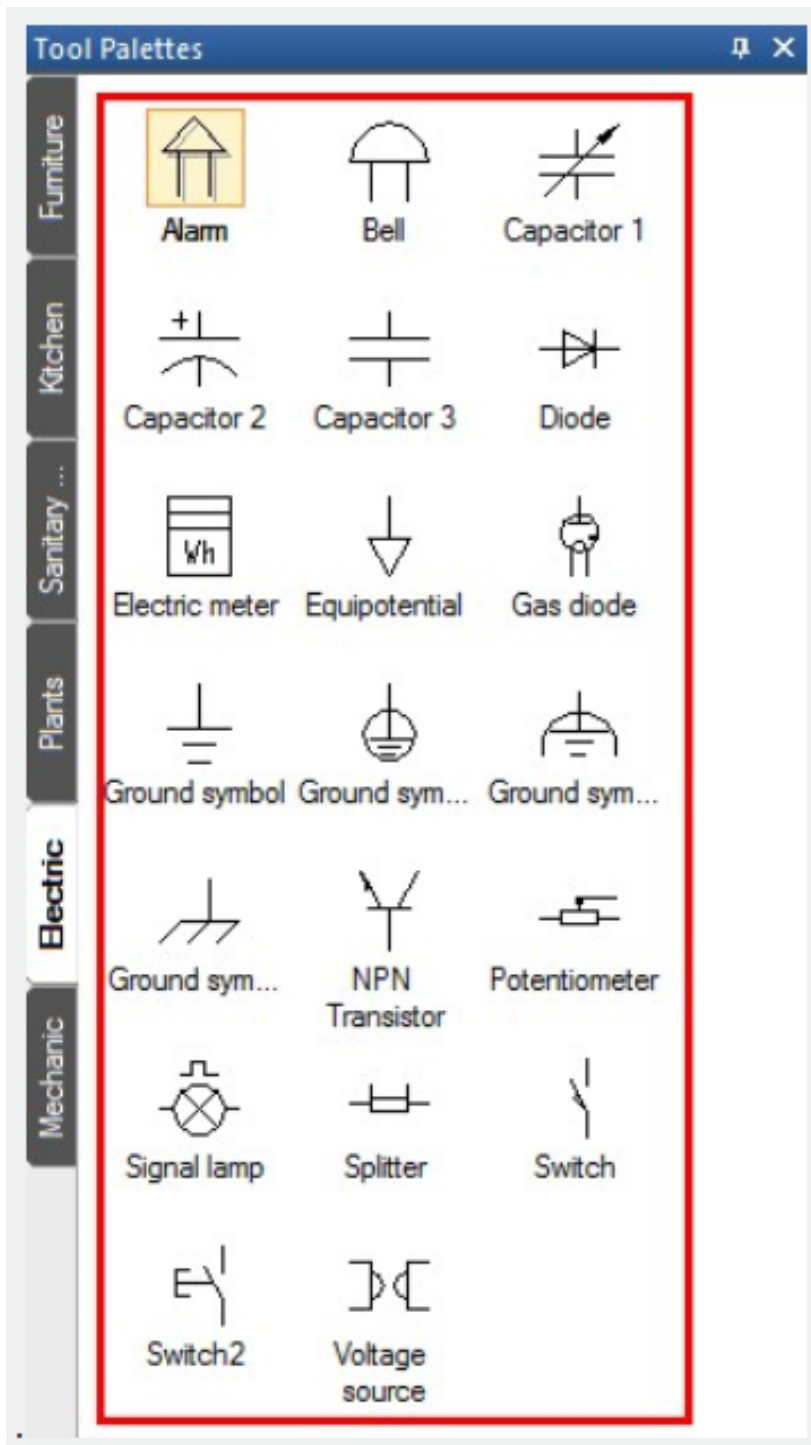 Tool Palettes
Furniture
Kitchen
Sanitary ...
Plants
Electric
Mechanic
Alarm
Bell
Capacitor 1
+
Capacitor 2
Capacitor 3
Diode
Wh
Electric meter
Equipotential
Gas diode
Ground symbol
Ground sym...
Ground sym...
Ground sym...
NPN
Transistor
Potentiometer
Signal lamp
Splitter
Switch
Switch2
Voltage
source